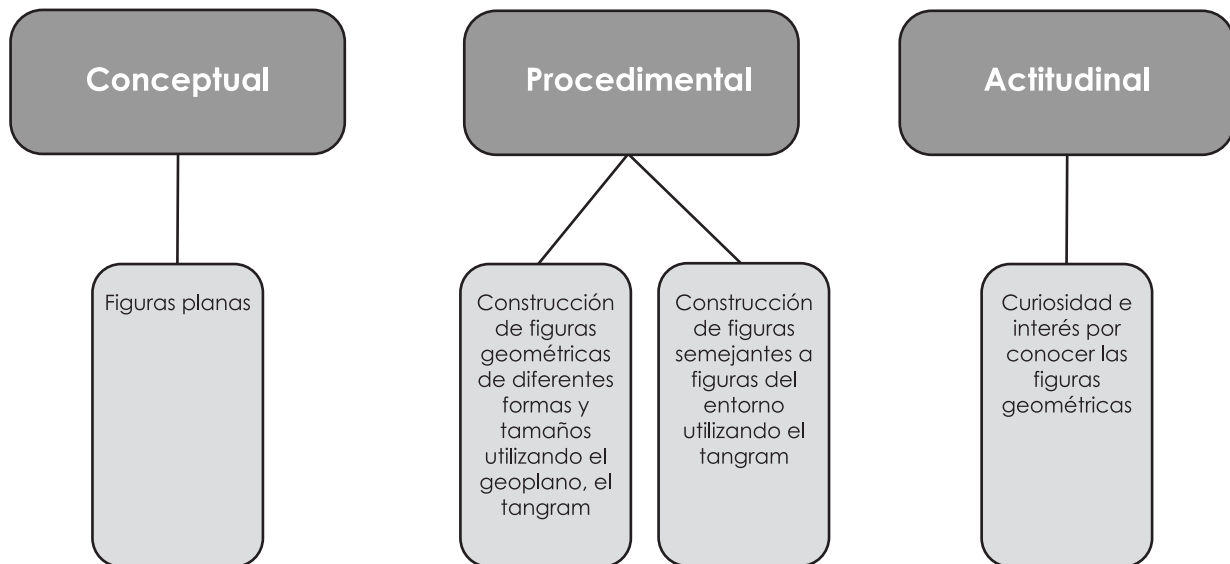 Conceptual
Procedimental
Actitudinal
Figuras planas
Construcción
de figuras
geométricas
de diferentes
formas y
tamaños
utilizando el
geoplano, el
tangram
Construcción
de figuras
semejantes a
figuras del
entorno
utilizando el
tangram
Curiosidad e
interés por
conocer las
figuras
geométricas